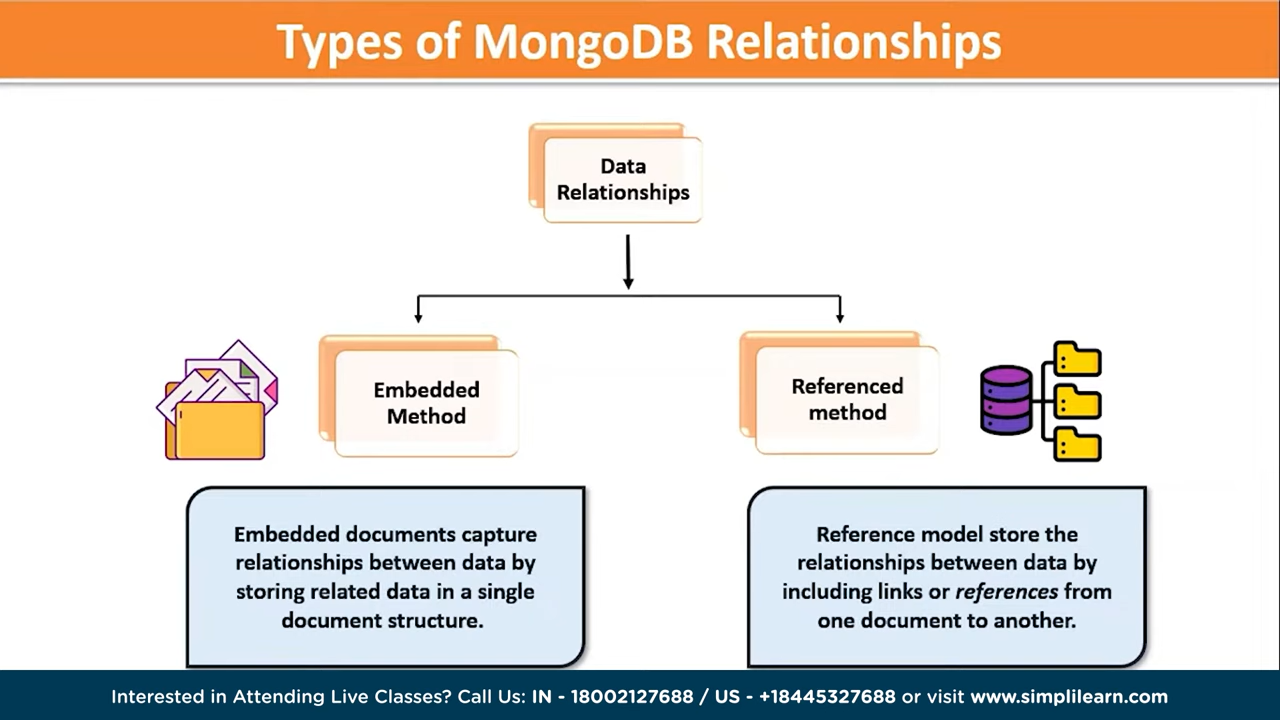 Types of MongoDB Relationships
Data
Relationships
Embedded
Method
Referenced
method
Embedded documents capture
relationships between data by
storing related data in a single
document structure.
Reference model store the
relationships between data by
including links or references from
one document to another.
Interested in Attending Live Classes? Call Us: IN - 18002127688 / US - +18445327688 or visit www.simplilearn.com